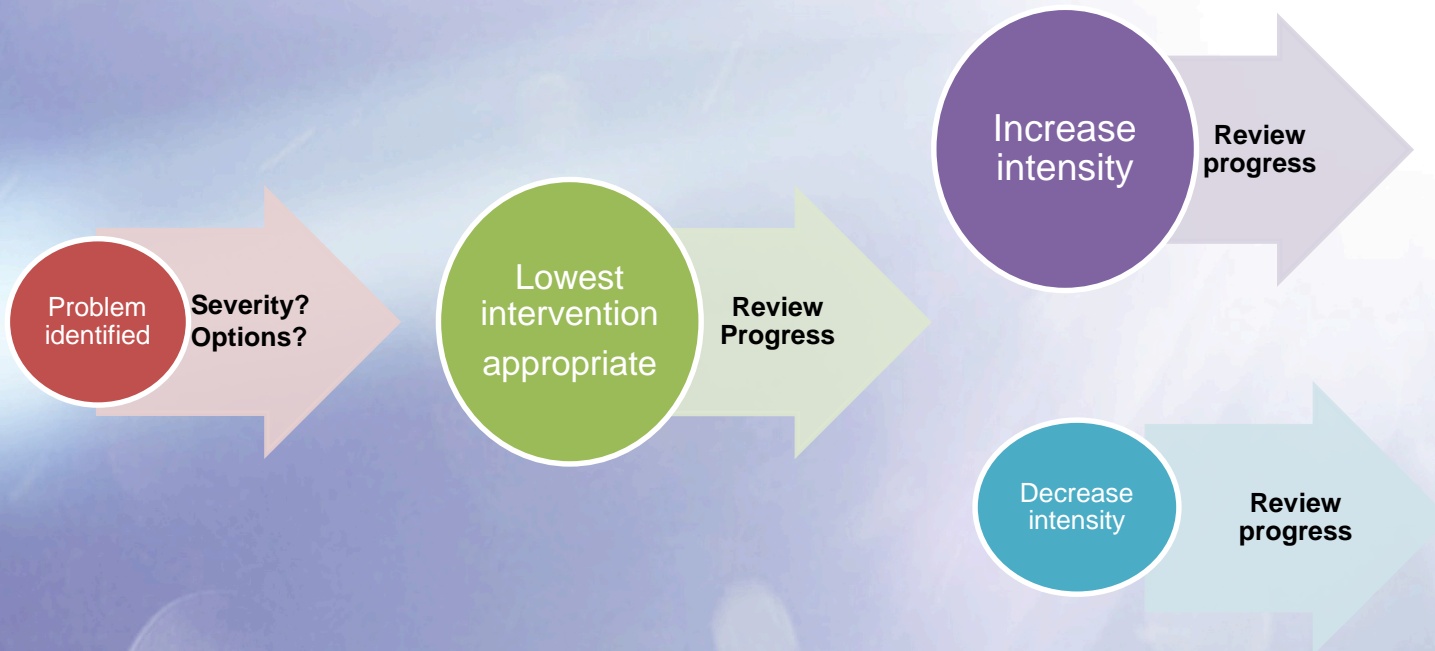 Problem
identified
Severity?
Options?
Lowest
intervention
appropriate
Review
Progress
Increase
intensity
Review
progress
Decrease
intensity
Review
progress